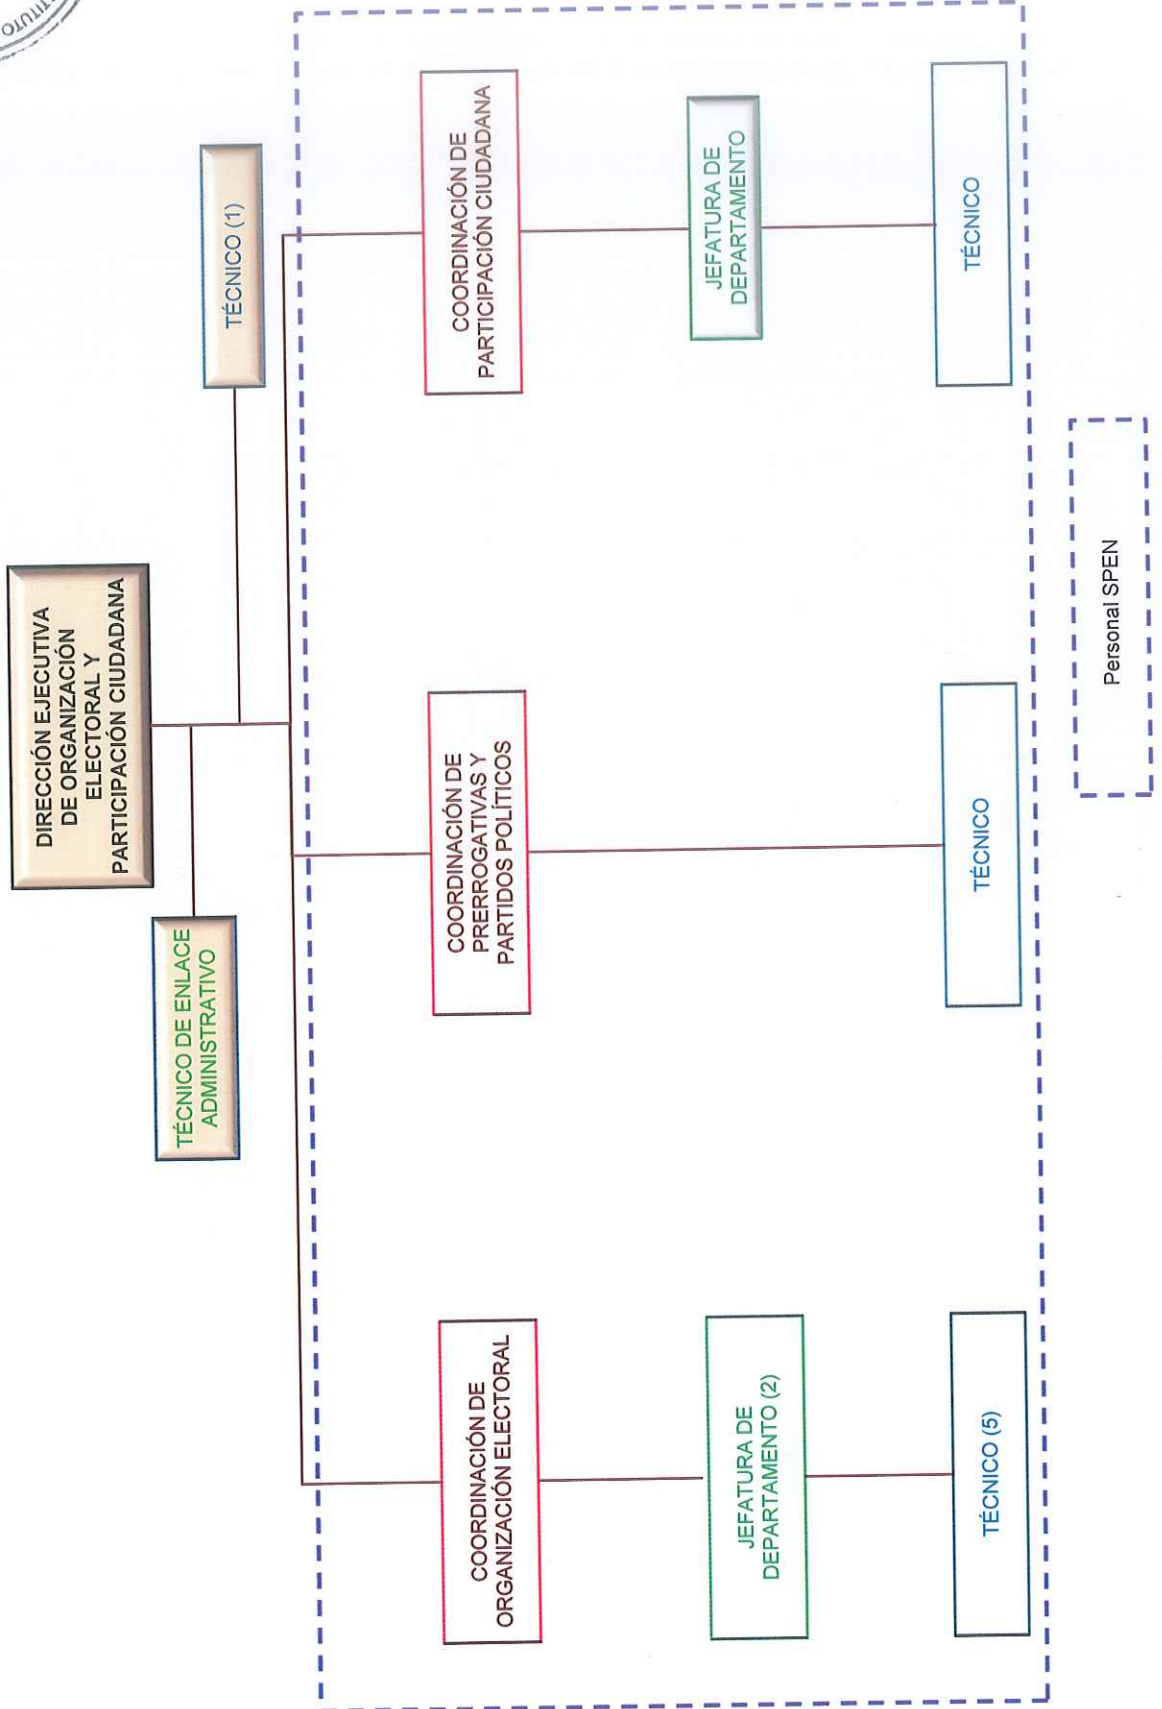 TITUTO
DIRECCIÓN EJECUTIVA
DE ORGANIZACIÓN
ELECTORAL Y
PARTICIPACIÓN CIUDADANA
TÉCNICO DE ENLACE
ADMINISTRATIVO
TÉCNICO (1)
COORDINACIÓN DE
ORGANIZACIÓN ELECTORAL
COORDINACIÓN DE
PRERROGATIVAS Y
PARTIDOS POLÍTICOS
COORDINACIÓN DE
PARTICIPACIÓN CIUDADANA
JEFATURA DE
DEPARTAMENTO (2)
JEFATURA DE
DEPARTAMENTO
TÉCNICO (5)
TÉCNICO
TÉCNICO
Personal SPEN